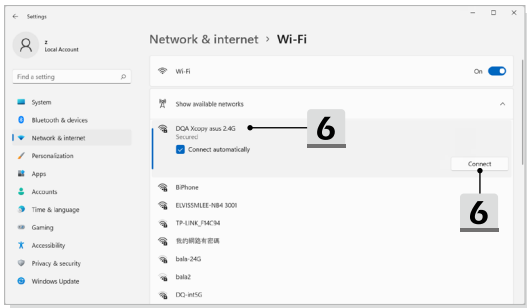 Settings
z
Local Account
Find a setting
System
Bluetooth & devices
Network & internet
Personalization
Apps
Accounts
Time & language
Gaming
Accessibility
Privacy & security
Windows Update
Network & internet > Wi-Fi
Wi-Fi
On
Show available networks
DQA Xcopy asus 2.4G
6
Secured
Connect automatically
Connect
6
BiPhone
ELVISSMLEE-NB4 3001
TP-LINK_F14C94
我的網路有密碼
bala-24G
bala2
DQ-int5G